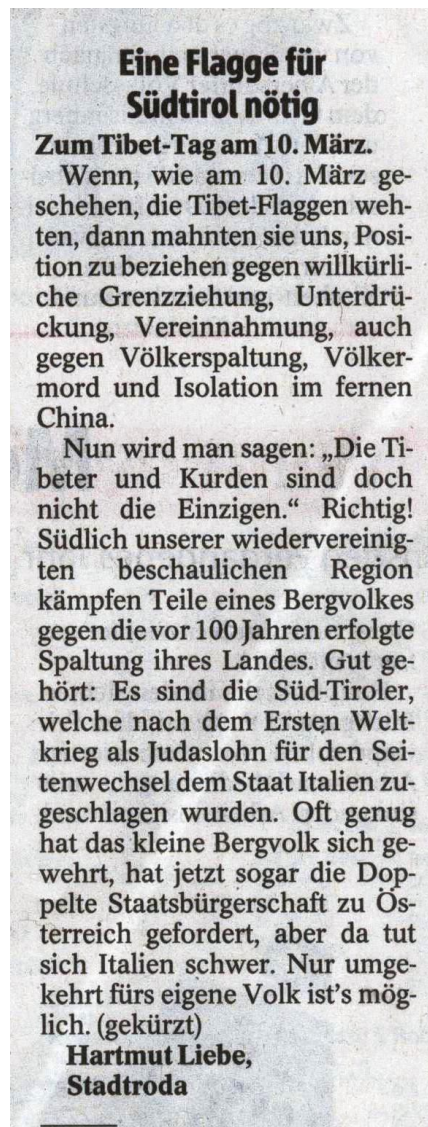 Eine Flagge für
Südtirol nötig
Zum Tibet-Tag am 10. März.
Wenn, wie am 10. März ge-
schehen, die Tibet-Flaggen weh-
ten, dann mahnten sie uns, Posi-
tion zu beziehen gegen willkürli-
che Grenzziehung, Unterdrü-
ckung, Vereinnahmung, auch
gegen Völkerspaltung, Völker-
mord und Isolation im fernen
China.
Nun wird man sagen: „Die Ti-
beter und Kurden sind doch
nicht die Einzigen.“ Richtig!
Südlich unserer wiedervereinig-
ten beschaulichen Region
kämpfen Teile eines Bergvolkes
gegen die vor 100 Jahren erfolgte
Spaltung ihres Landes. Gut ge-
hört: Es sind die Süd-Tiroler,
welche nach dem Ersten Welt-
krieg als Judaslohn für den Sei-
tenwechsel dem Staat Italien zu-
geschlagen wurden. Oft genug
hat das kleine Bergvolk sich ge-
wehrt, hat jetzt sogar die Dop-
pelte Staatsbürgerschaft zu Ös-
terreich gefordert, aber da tut
sich Italien schwer. Nur umge-
kehrt fürs eigene Volk ist's mög-
lich. (gekürzt)
Hartmut Liebe,
Stadtroda